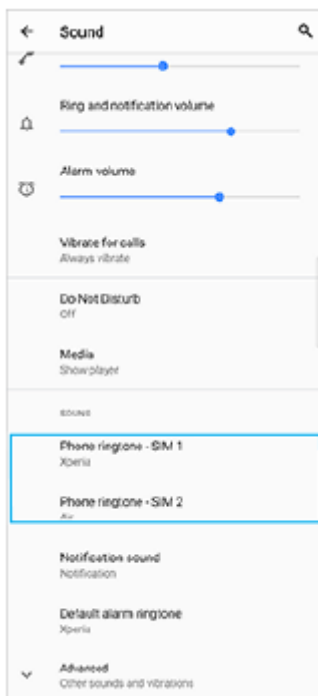 Sound
Ring and notification volume
Alarm volume
Vibrate for calls
Always vibrate
Do Not Disturb
Off
Media
Show player
SOUND
Phone ringtone - SIM 1
Xperia
Phone ringtone - SIM 2
Notification sound
Notification
Default alarm ringtone
Xperia
Advanced
Other sounds and vibrations